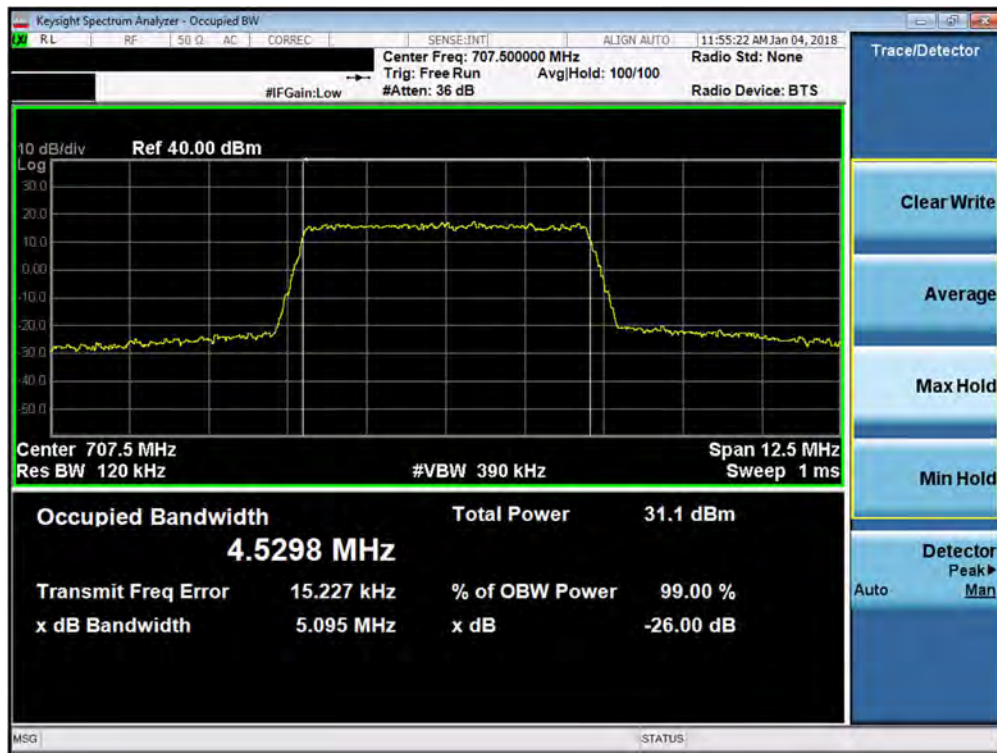 Keysight Spectrum Analyzer - Occupied BW
LXI RL RF 50 Ω AC CORREC SENSE:INT ALIGN AUTO 11:55:22 AM Jan 04, 2018
Center Freq: 707.500000 MHz Radio Std: None
Trig: Free Run Avg|Hold: 100/100
#IFGain:Low #Atten: 36 dB Radio Device: BTS
10 dB/div Ref 40.00 dBm
Log
30.0
20.0
10.0
0.00
-10.0
-20.0
-30.0
-40.0
-50.0
Center 707.5 MHz Span 12.5 MHz
Res BW 120 kHz #VBW 390 kHz Sweep 1 ms
Occupied Bandwidth Total Power 31.1 dBm
4.5298 MHz
Transmit Freq Error 15.227 kHz % of OBW Power 99.00 %
x dB Bandwidth 5.095 MHz x dB -26.00 dB
MSG STATUS
Trace/Detector
Clear Write
Average
Max Hold
Min Hold
Detector
Peak▶
Auto Man